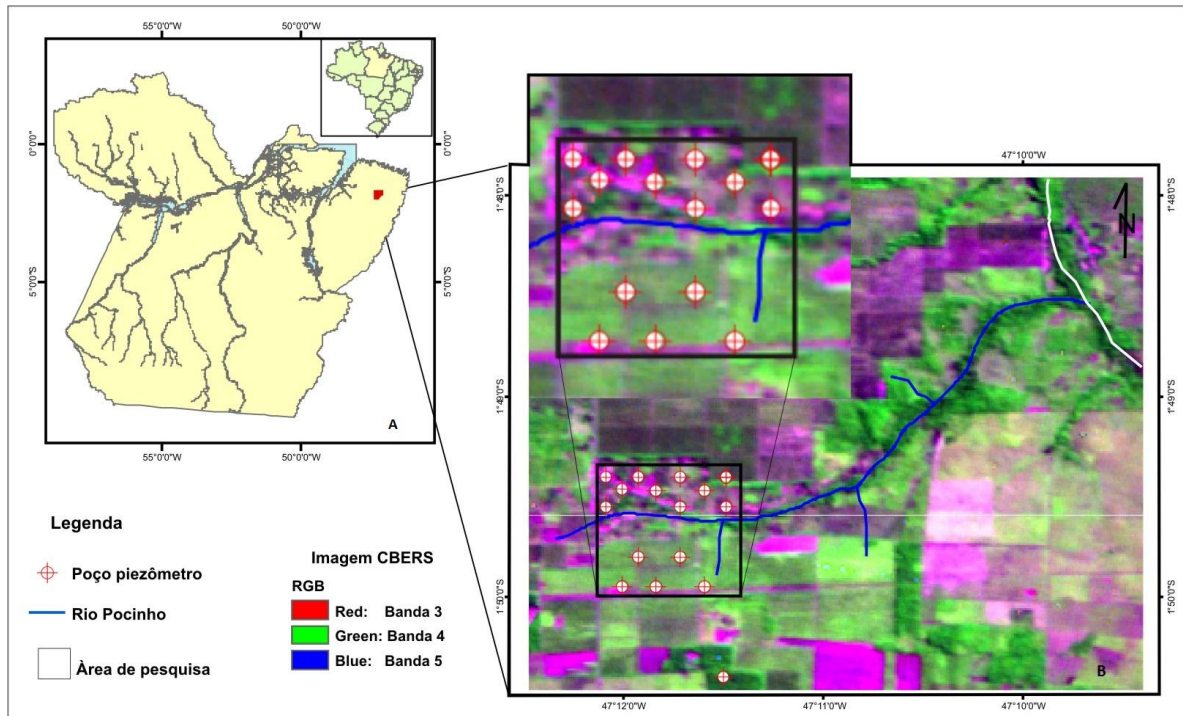 55°0'0"W
50°0'0"W
0°0'0"
0°0'0"
5°0'0"S
5°0'0"S
A
55°0'0"W
50°0'0"W
Legenda
Poço piezômetro
Rio Pocinho
Àrea de pesquisa
Imagem CBERS
RGB
Red: Banda 3
Green: Banda 4
Blue: Banda 5
47°10'0"W
1°48'0"S
1°48'0"S
N
1°49'0"S
1°49'0"S
1°50'0"S
1°50'0"S
B
47°12'0"W
47°11'0"W
47°10'0"W